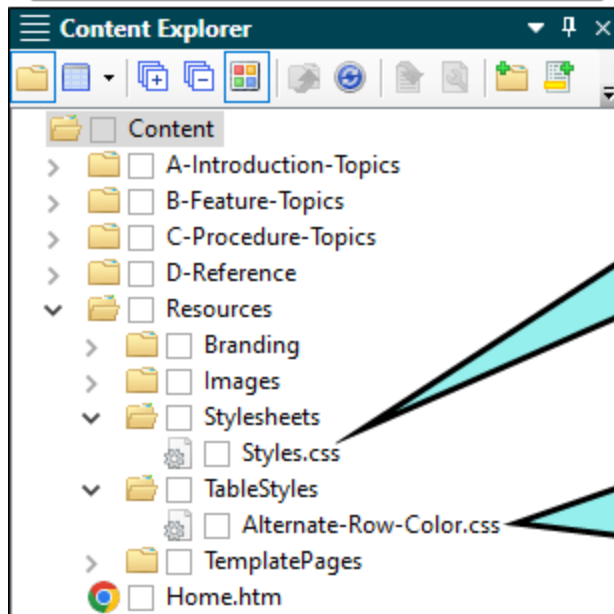 Content Explorer
Content
A-Introduction-Topics
B-Feature-Topics
C-Procedure-Topics
D-Reference
Resources
Branding
Images
Stylesheets
Styles.css
TableStyles
Alternate-Row-Color.css
TemplatePages
Home.htm